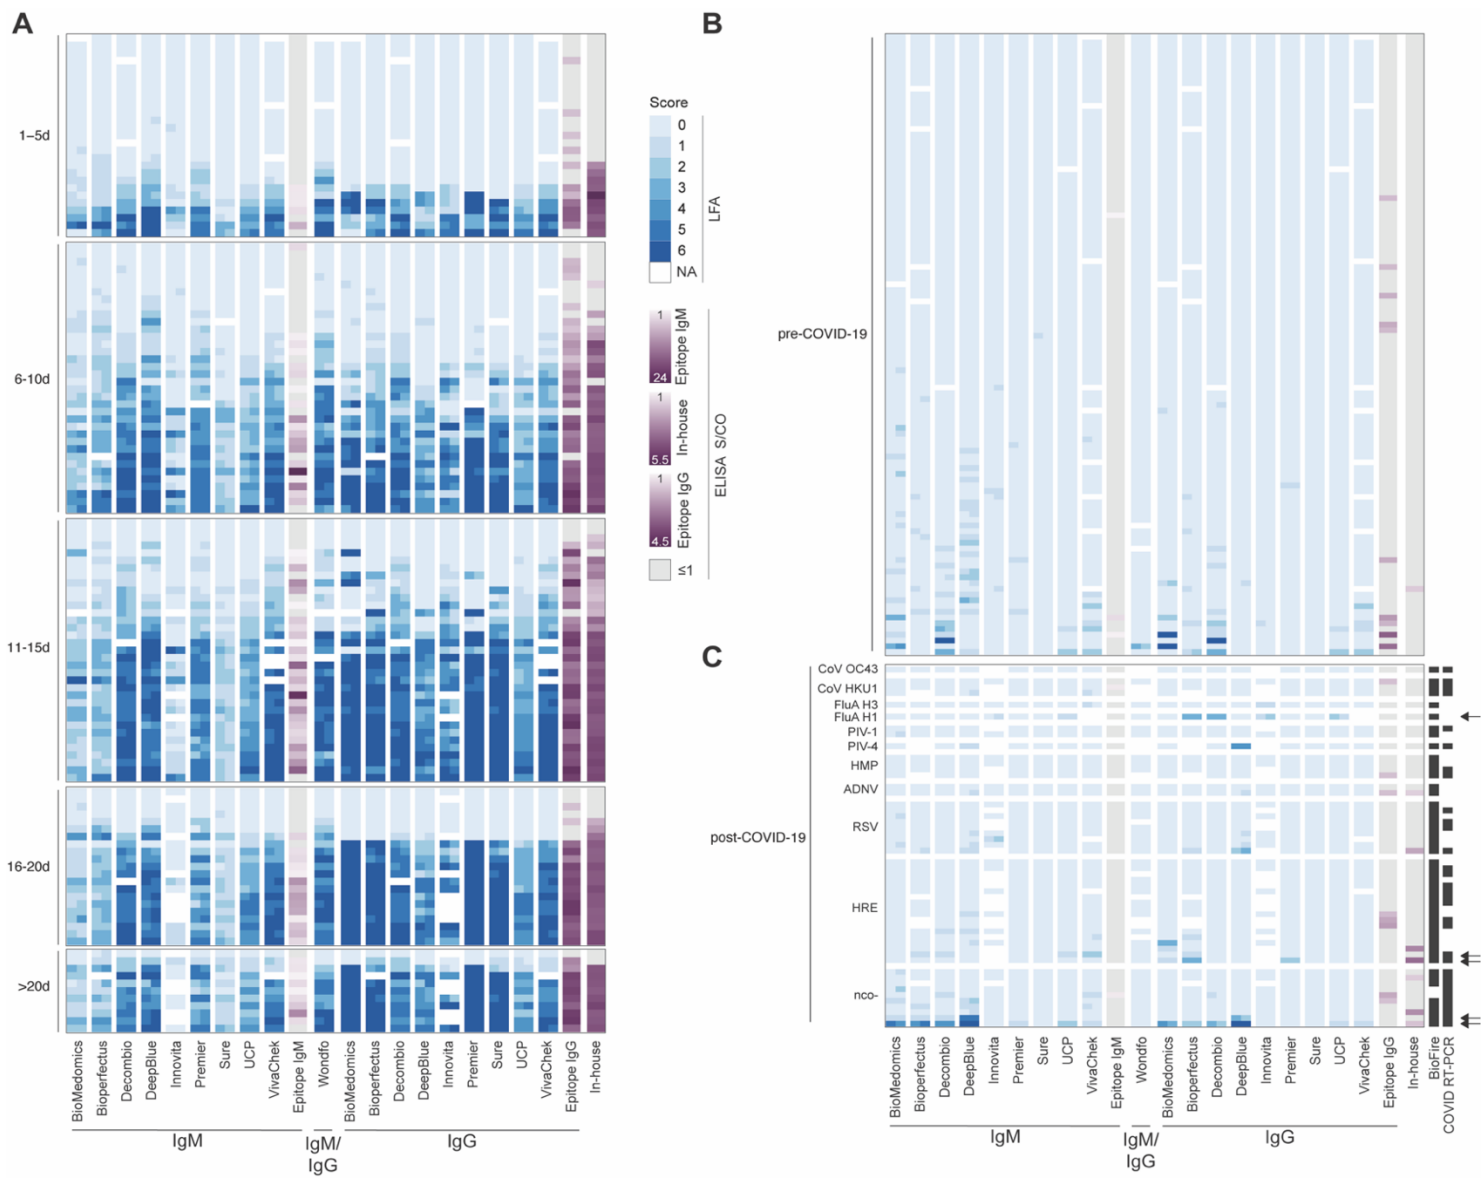 A
1–5d
6-10d
11-15d
16-20d
>20d
BioMedomics
Bioperfectus
Decombio
DeepBlue
Innovita
Premier
Sure
UCP
VivaChek
Epitope IgM
Wondfo
BioMedomics
Bioperfectus
Decombio
DeepBlue
Innovita
Premier
Sure
UCP
VivaChek
Epitope IgG
In-house
IgM
IgM/
IgG
IgG
Score
0
1
2
3
4
5
6
NA
LFA
1
24
Epitope IgM
1
5.5
In-house
1
4.5
Epitope IgG
≤1
ELISA S/CO
B
pre-COVID-19
C
post-COVID-19
CoV OC43
CoV HKU1
FluA H3
FluA H1
PIV-1
PIV-4
HMP
ADNV
RSV
HRE
nco-
BioMedomics
Bioperfectus
Decombio
DeepBlue
Innovita
Premier
Sure
UCP
VivaChek
Epitope IgM
Wondfo
BioMedomics
Bioperfectus
Decombio
DeepBlue
Innovita
Premier
Sure
UCP
VivaChek
Epitope IgG
In-house
BioFire
COVID RT-PCR
IgM
IgM/
IgG
IgG